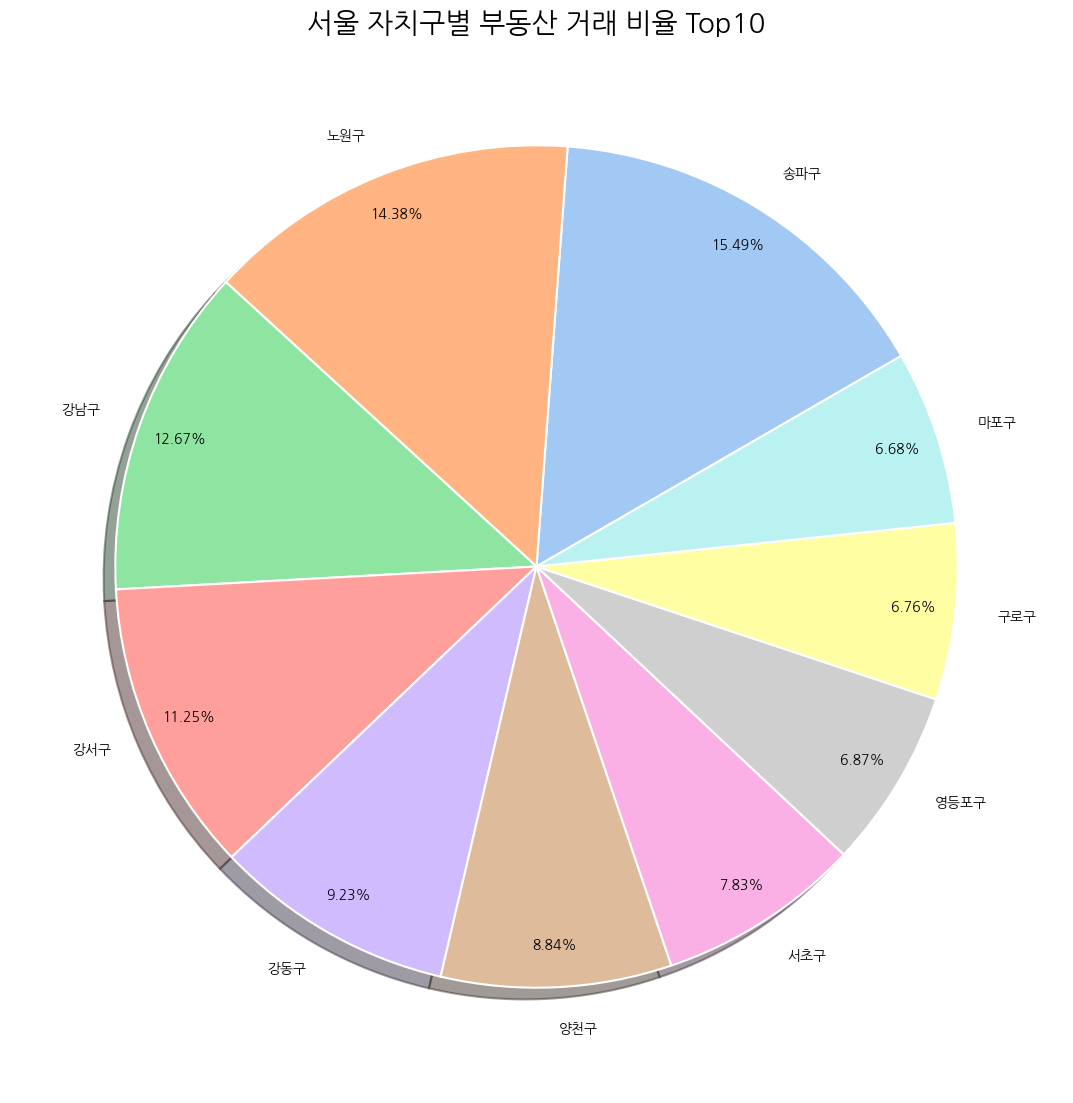 서울 자치구별 부동산 거래 비율 Top10
노원구
송파구
14.38%
15.49%
강남구
마포구
12.67%
6.68%
6.76%
구로구
11.25%
강서구
6.87%
영등포구
9.23%
7.83%
8.84%
강동구
서초구
양천구